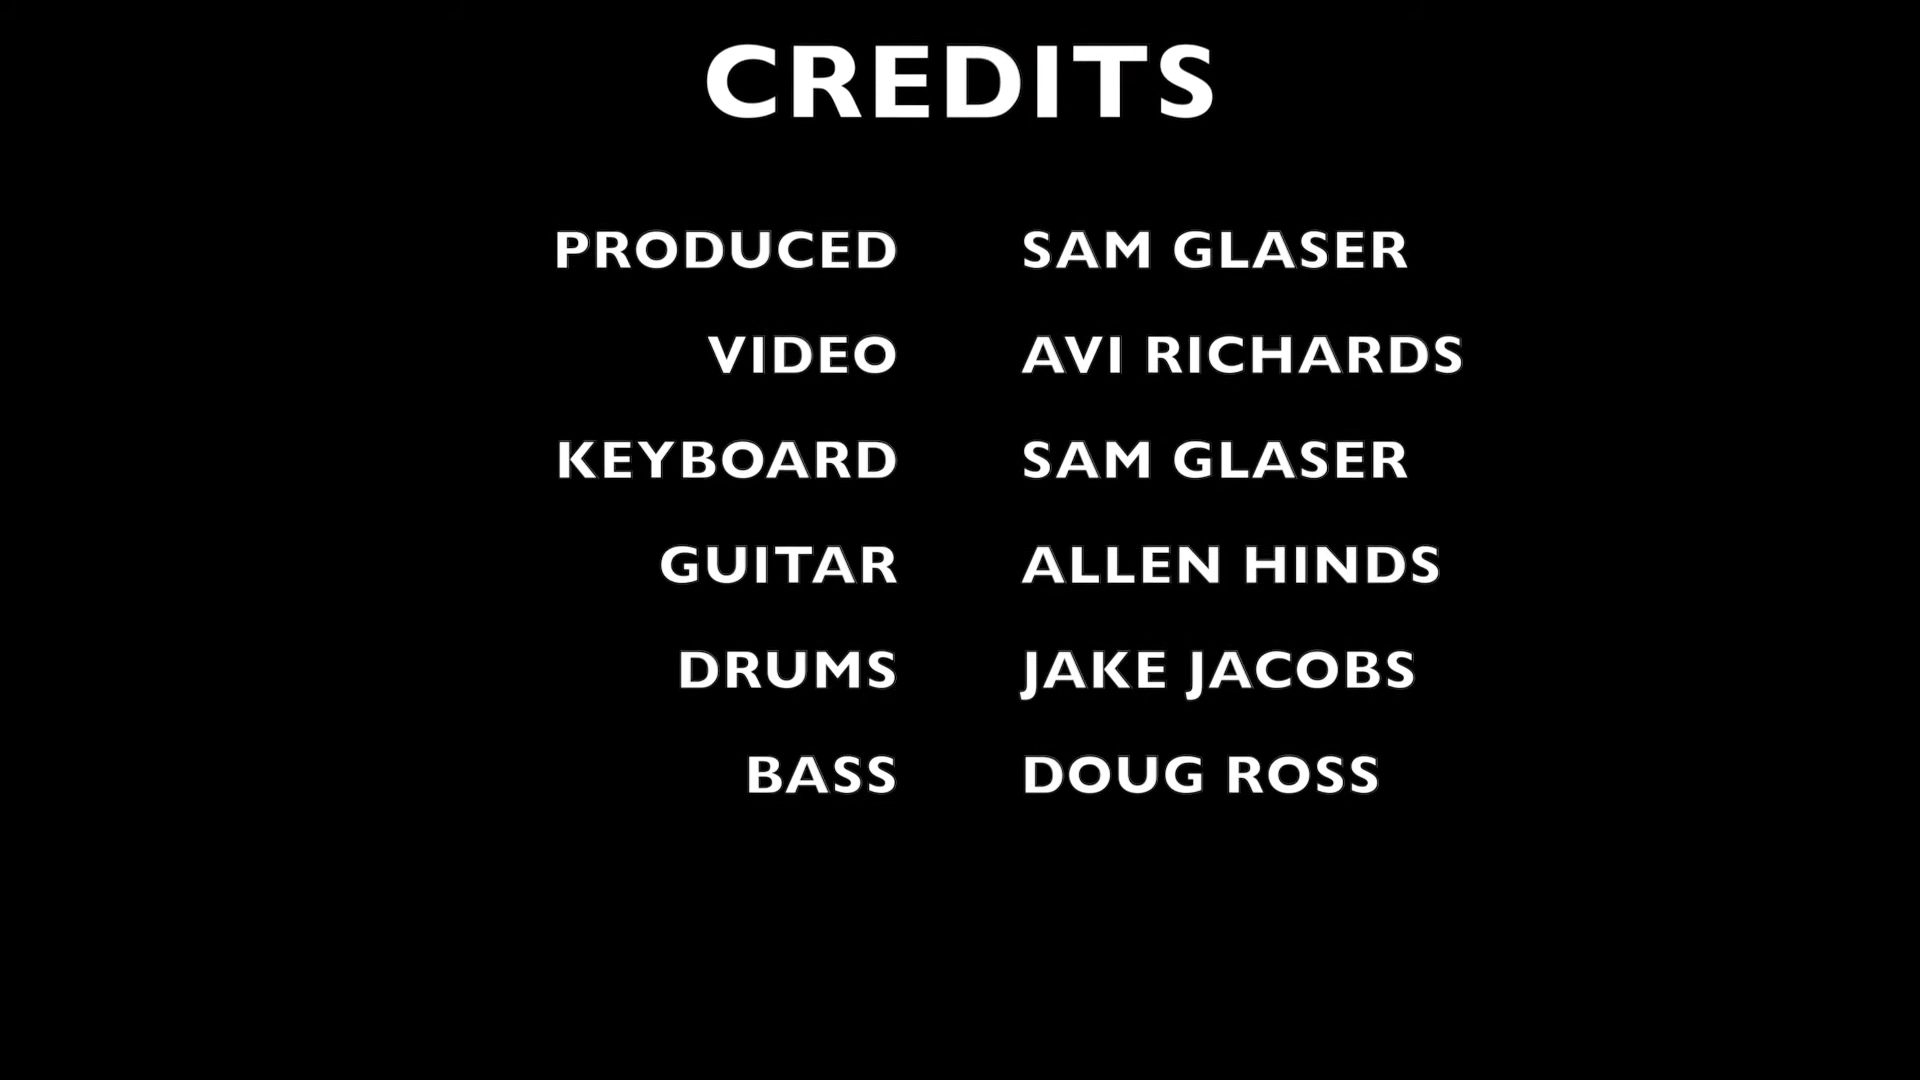 CREDITS
PRODUCED SAM GLASER
VIDEO AVI RICHARDS
KEYBOARD SAM GLASER
GUITAR ALLEN HINDS
DRUMS JAKE JACOBS
BASS DOUG ROSS